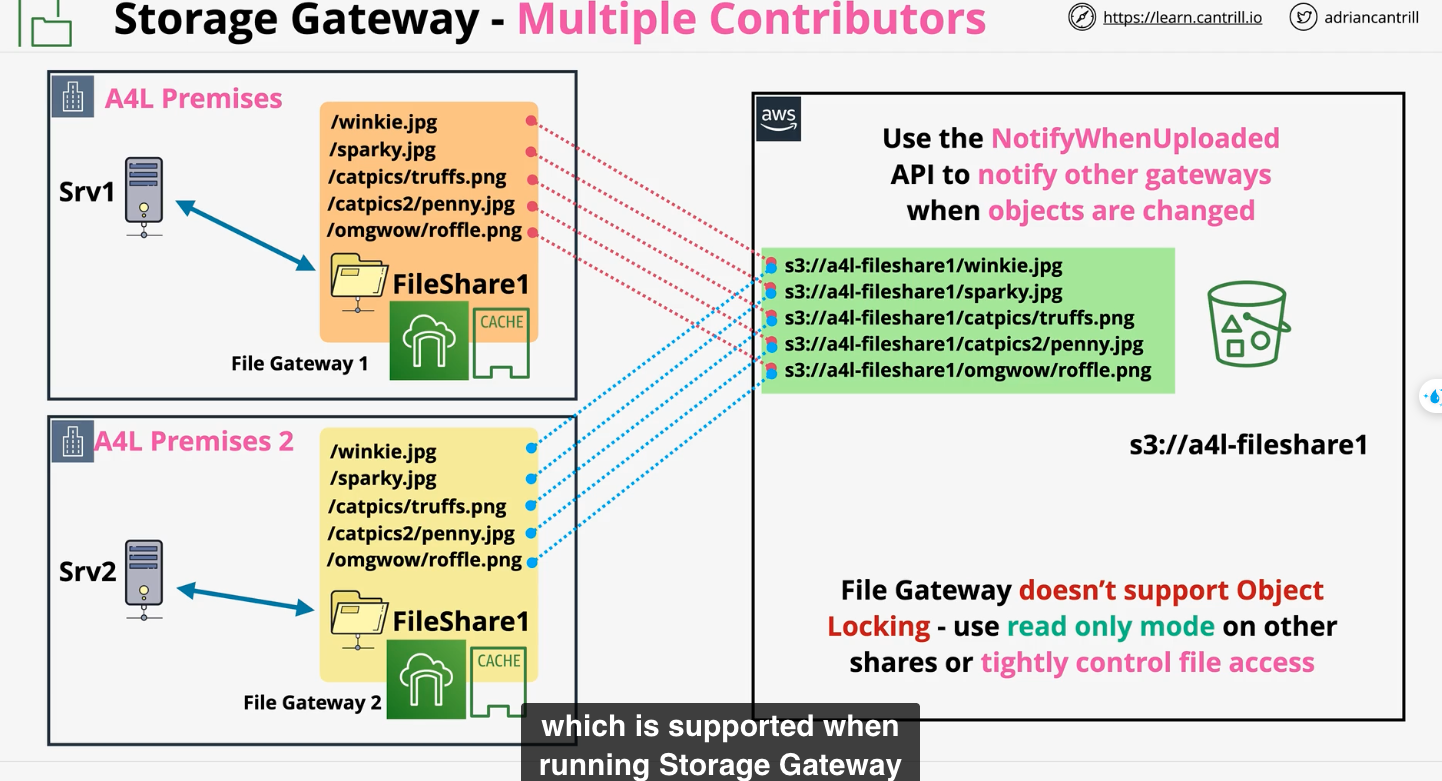 Storage Gateway - Multiple Contributors
https://learn.cantrill.io
adriancantrill
A4L Premises
Srv1
/winkie.jpg
/sparky.jpg
/catpics/truffs.png
/catpics2/penny.jpg
/omgwow/roffle.png
FileShare1
CACHE
File Gateway 1
A4L Premises 2
Srv2
/winkie.jpg
/sparky.jpg
/catpics/truffs.png
/catpics2/penny.jpg
/omgwow/roffle.png
FileShare1
CACHE
File Gateway 2
aws
Use the NotifyWhenUploaded
API to notify other gateways
when objects are changed
s3://a4l-fileshare1/winkie.jpg
s3://a4l-fileshare1/sparky.jpg
s3://a4l-fileshare1/catpics/truffs.png
s3://a4l-fileshare1/catpics2/penny.jpg
s3://a4l-fileshare1/omgwow/roffle.png
s3://a4l-fileshare1
File Gateway doesn’t support Object
Locking - use read only mode on other
shares or tightly control file access
which is supported when
running Storage Gateway